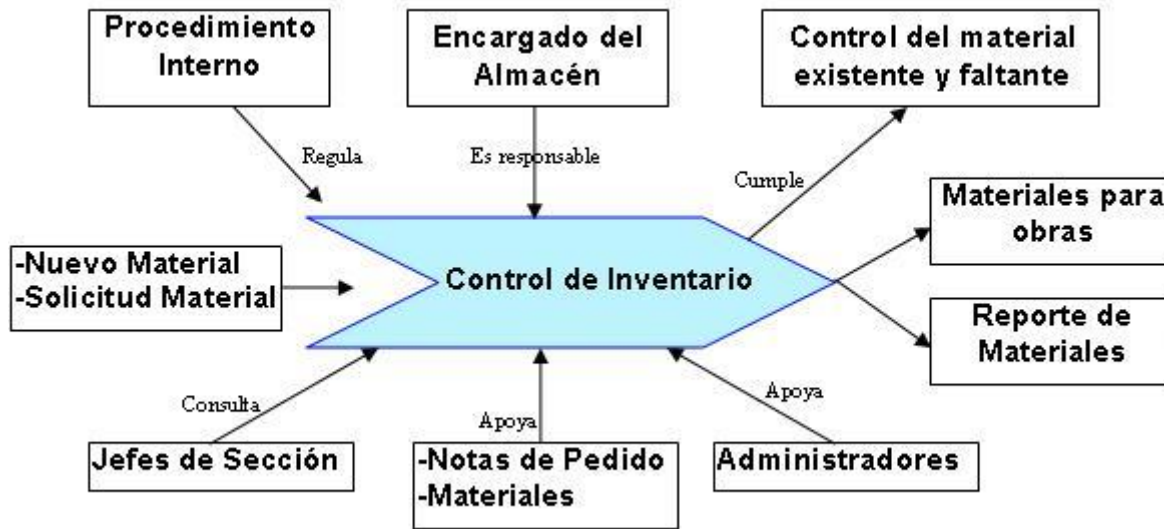 Procedimiento
Interno
Encargado del
Almacén
Control del material
existente y faltante
Regula
Es responsable
Cumple
Materiales para
obras
-Nuevo Material
-Solicitud Material
Control de Inventario
Reporte de
Materiales
Consulta
Apoya
Apoya
Jefes de Sección
-Notas de Pedido
-Materiales
Administradores